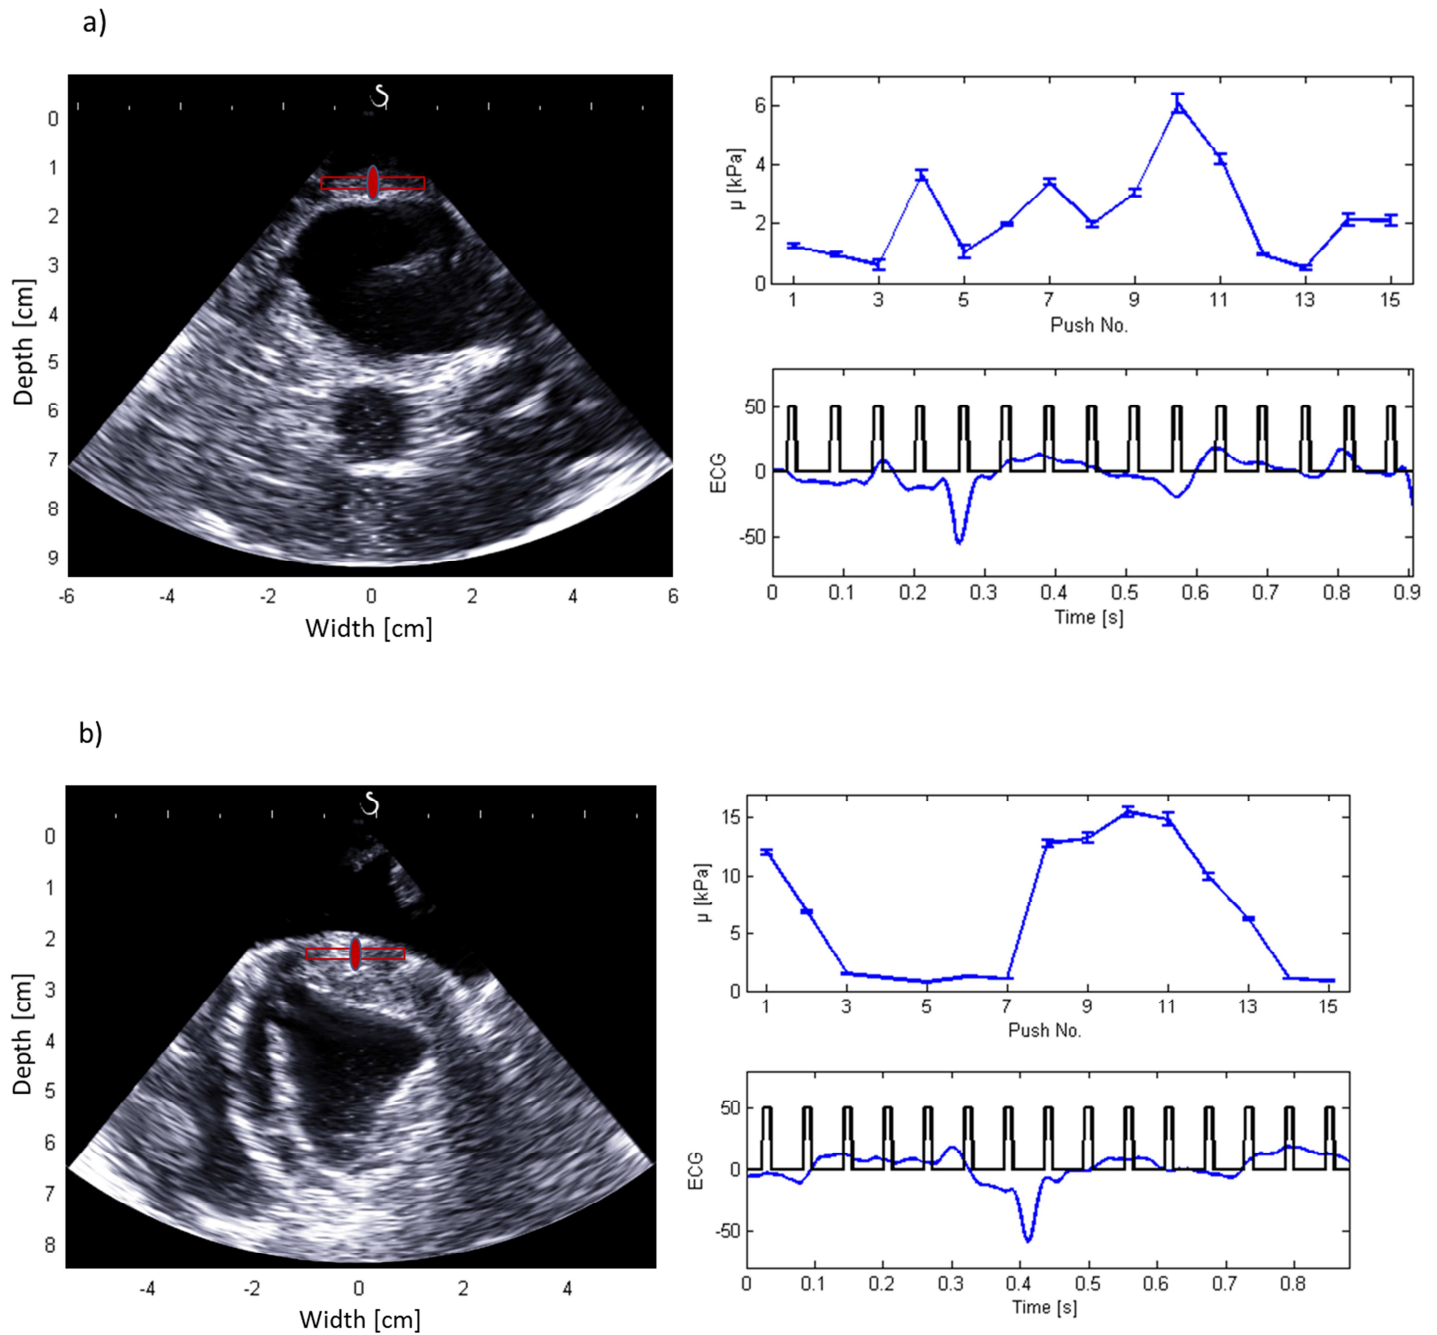 a)
S
0
1
2
3
4
5
6
7
8
9
Depth [cm]
-6 -4 -2 0 2 4 6
Width [cm]
6
4
2
0
μ [kPa]
1 3 5 7 9 11 13 15
Push No.
50
0
-50
ECG
0 0.1 0.2 0.3 0.4 0.5 0.6 0.7 0.8 0.9
Time [s]
b)
S
0
1
2
3
4
5
6
7
8
Depth [cm]
-4 -2 0 2 4
Width [cm]
15
10
5
0
μ [kPa]
1 3 5 7 9 11 13 15
Push No.
50
0
-50
ECG
0 0.1 0.2 0.3 0.4 0.5 0.6 0.7 0.8
Time [s]